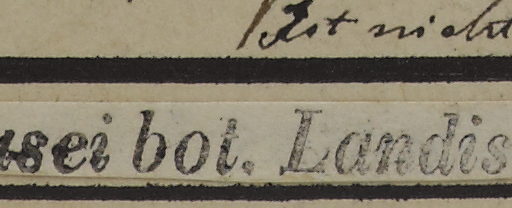 Ist nicht
usei bot. Landis